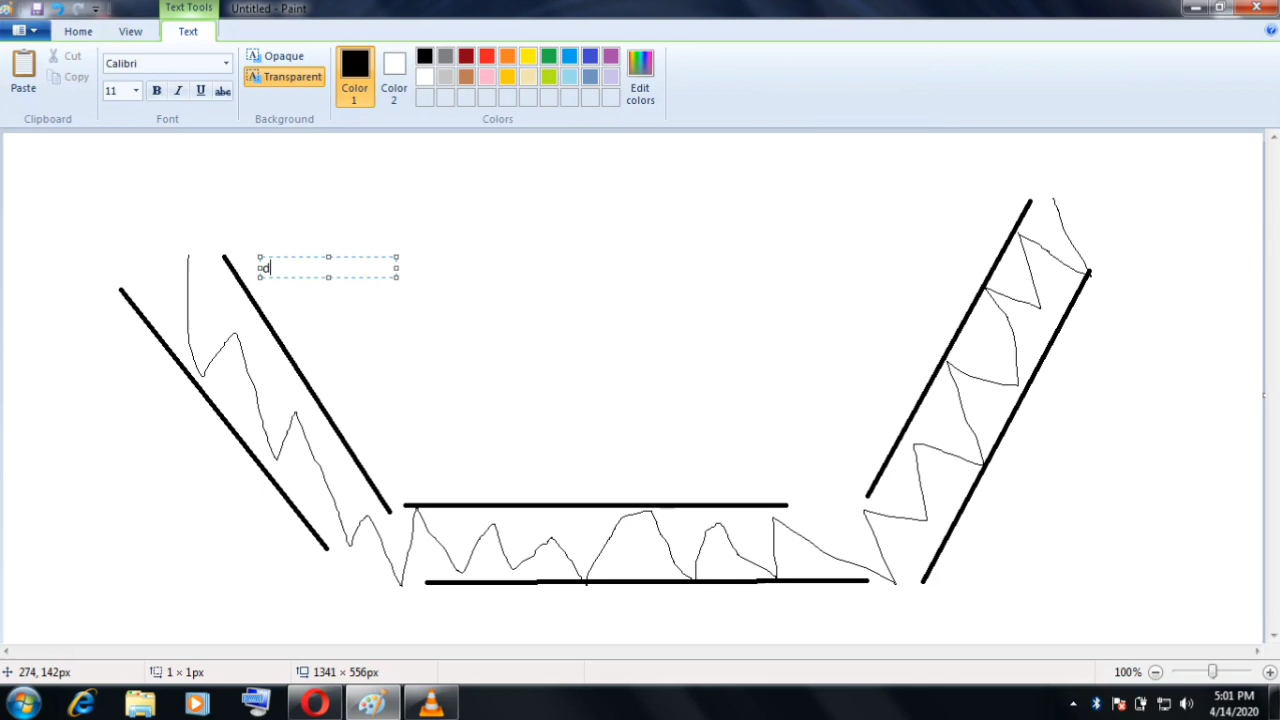 Text Tools
Untitled - Paint
Home
View
Text
Paste
Cut
Copy
Clipboard
Calibri
11
B
I
U
abc
Font
A Opaque
A Transparent
Background
Color
1
Color
2
Edit
colors
Colors
d
274, 142px
1 × 1px
1341 × 556px
100%
5:01 PM
4/14/2020